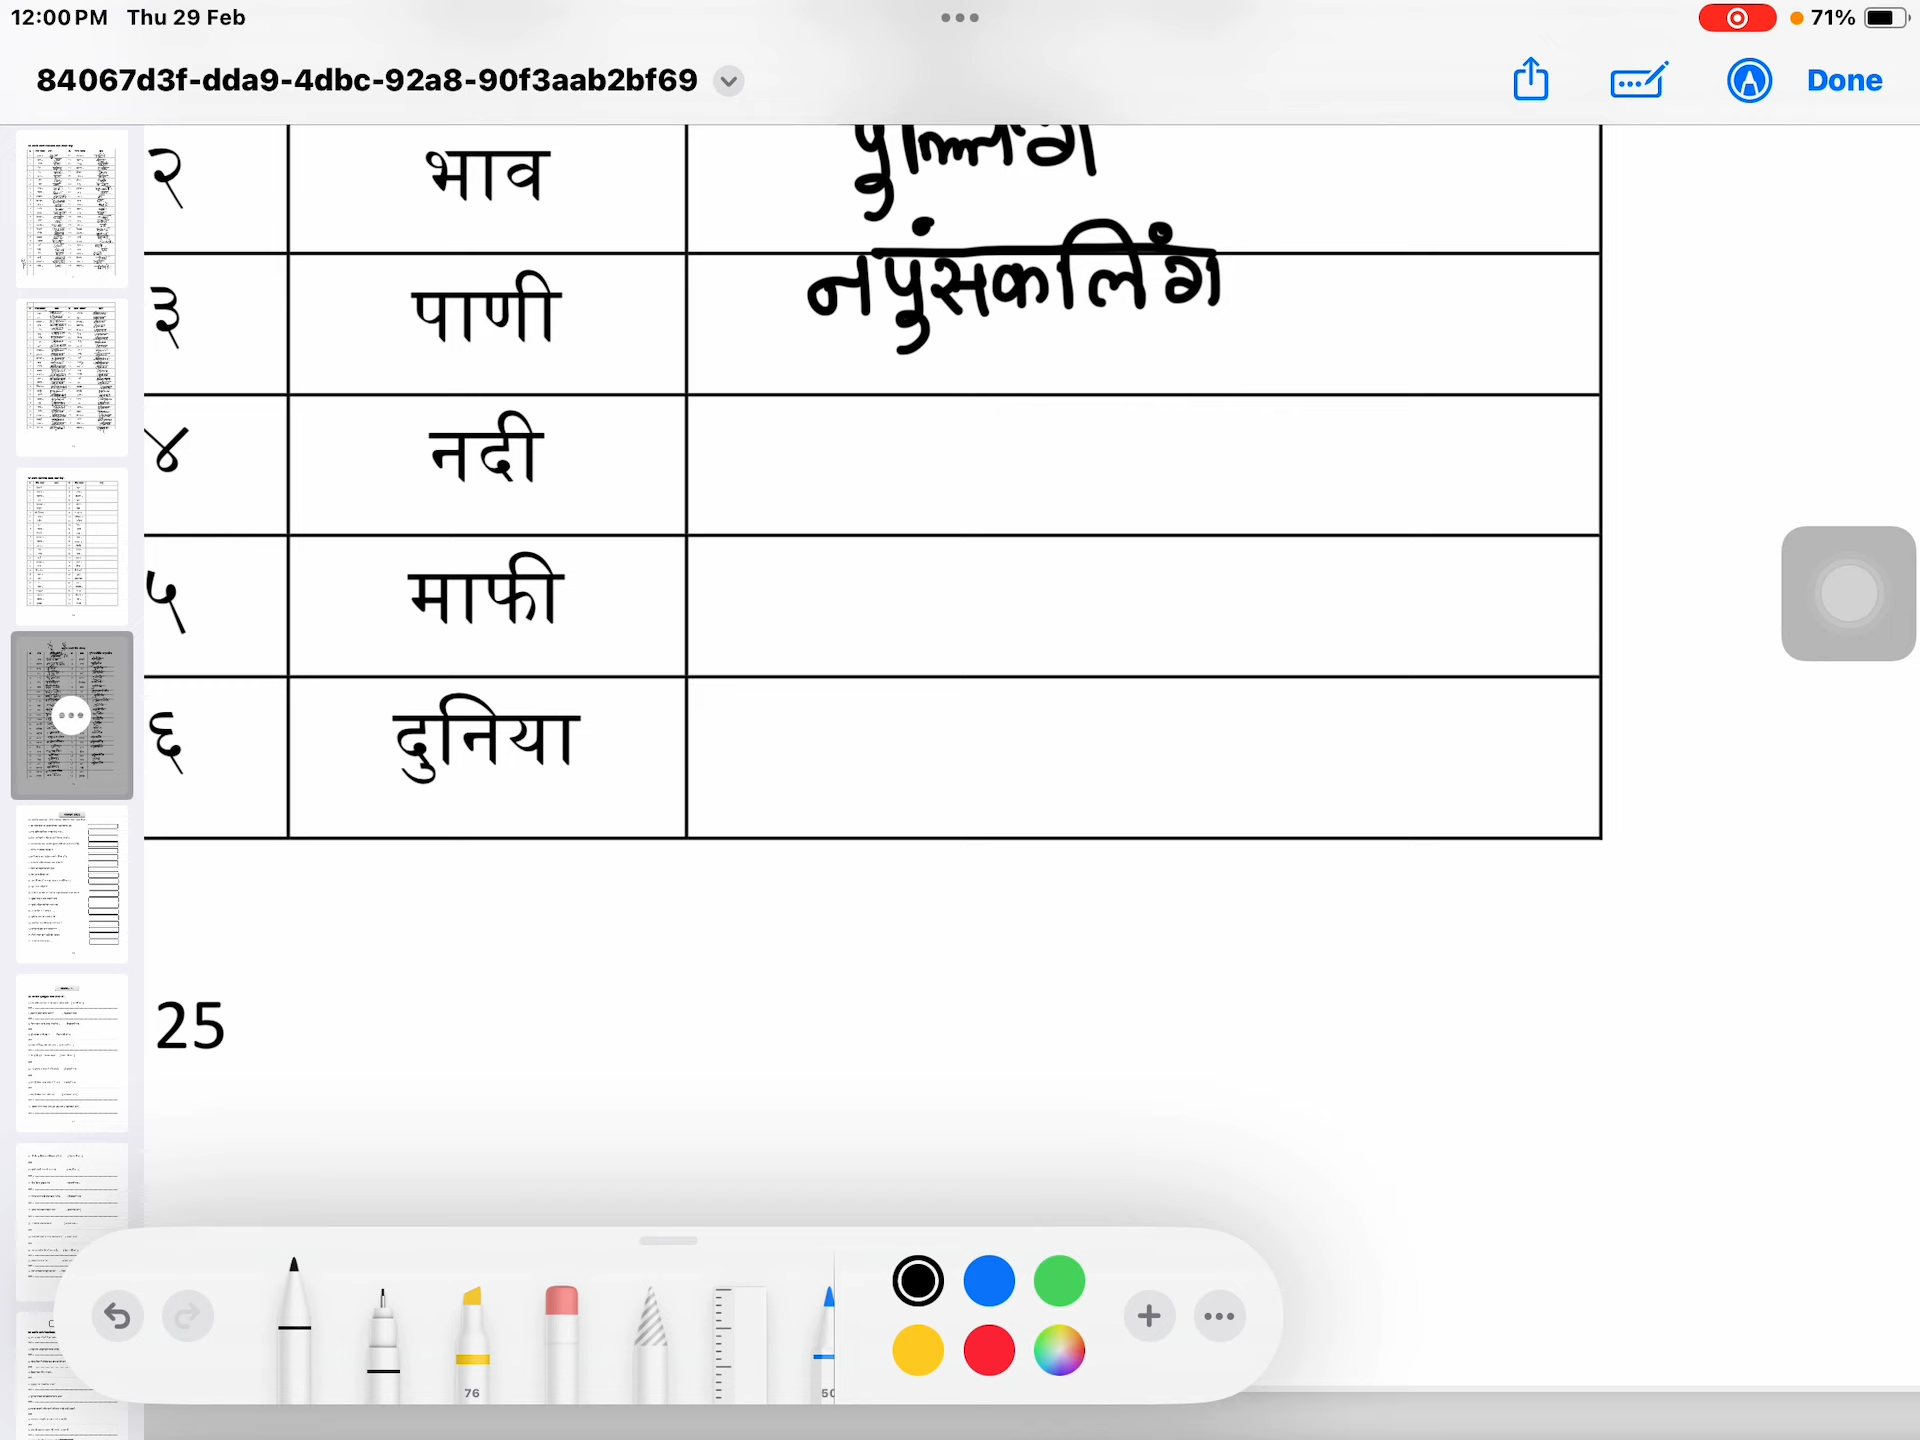 12:00 PM Thu 29 Feb
71%
84067d3f-dda9-4dbc-92a8-90f3aab2bf69
Done
२ भाव पुल्लिंग
३ पाणी नपुंसकलिंग
४ नदी
५ माफी
६ दुनिया
25
76
50